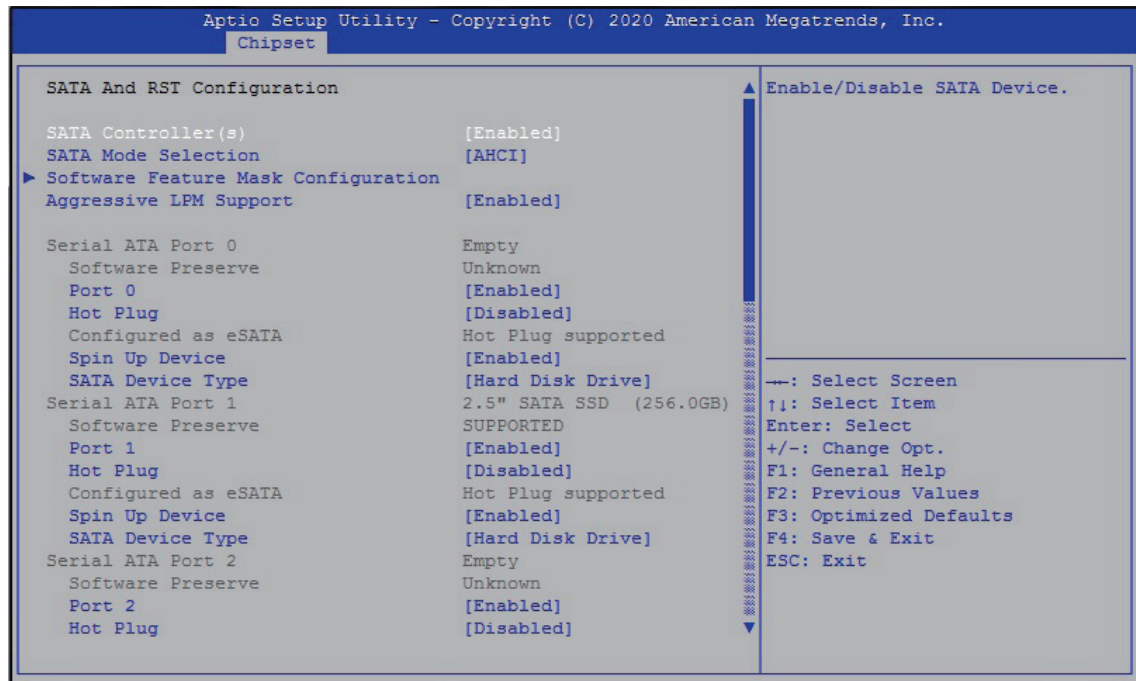 Aptio Setup Utility – Copyright (C) 2020 American Megatrends, Inc.
Chipset
SATA And RST Configuration
SATA Controller(s) [Enabled]
SATA Mode Selection [AHCI]
► Software Feature Mask Configuration
Aggressive LPM Support [Enabled]
Serial ATA Port 0 Empty
Software Preserve Unknown
Port 0 [Enabled]
Hot Plug [Disabled]
Configured as eSATA Hot Plug supported
Spin Up Device [Enabled]
SATA Device Type [Hard Disk Drive]
Serial ATA Port 1 2.5" SATA SSD (256.0GB)
Software Preserve SUPPORTED
Port 1 [Enabled]
Hot Plug [Disabled]
Configured as eSATA Hot Plug supported
Spin Up Device [Enabled]
SATA Device Type [Hard Disk Drive]
Serial ATA Port 2 Empty
Software Preserve Unknown
Port 2 [Enabled]
Hot Plug [Disabled]
Enable/Disable SATA Device.
→←: Select Screen
↑↓: Select Item
Enter: Select
+/-: Change Opt.
F1: General Help
F2: Previous Values
F3: Optimized Defaults
F4: Save & Exit
ESC: Exit